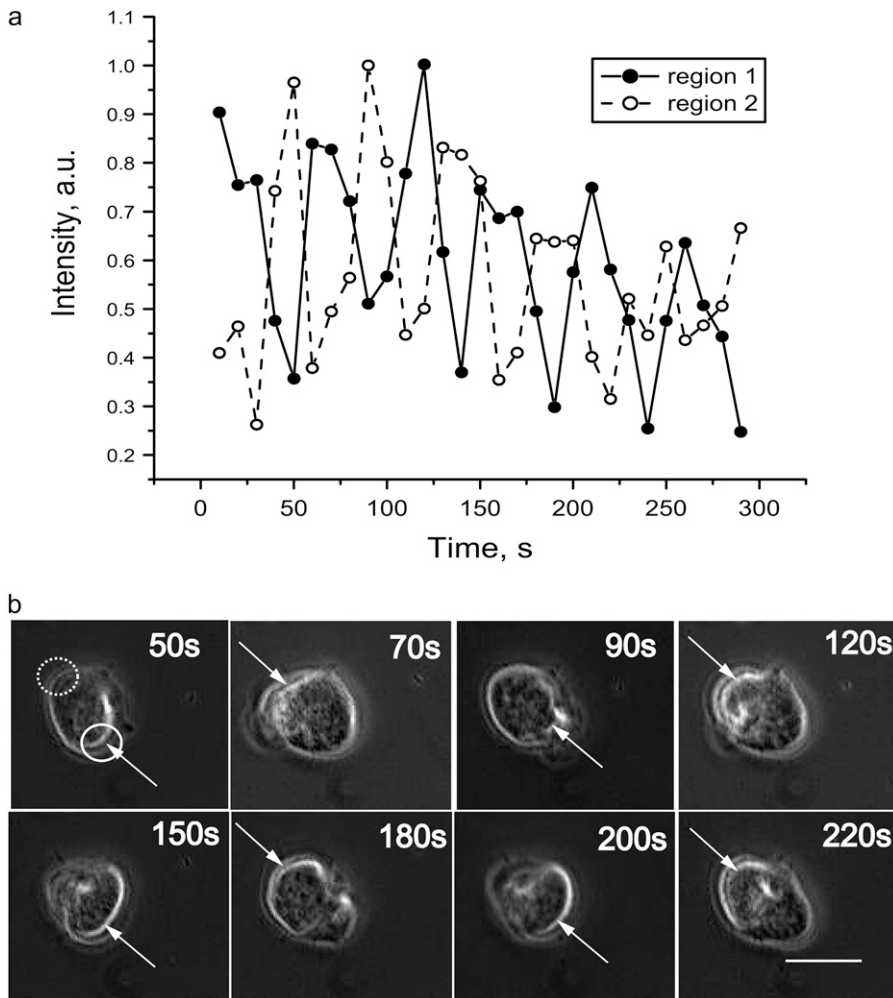 a
1.1
1.0
0.9
0.8
0.7
0.6
0.5
0.4
0.3
0.2
Intensity, a.u.
region 1
region 2
0 50 100 150 200 250 300
Time, s
b
50s 70s 90s 120s
150s 180s 200s 220s